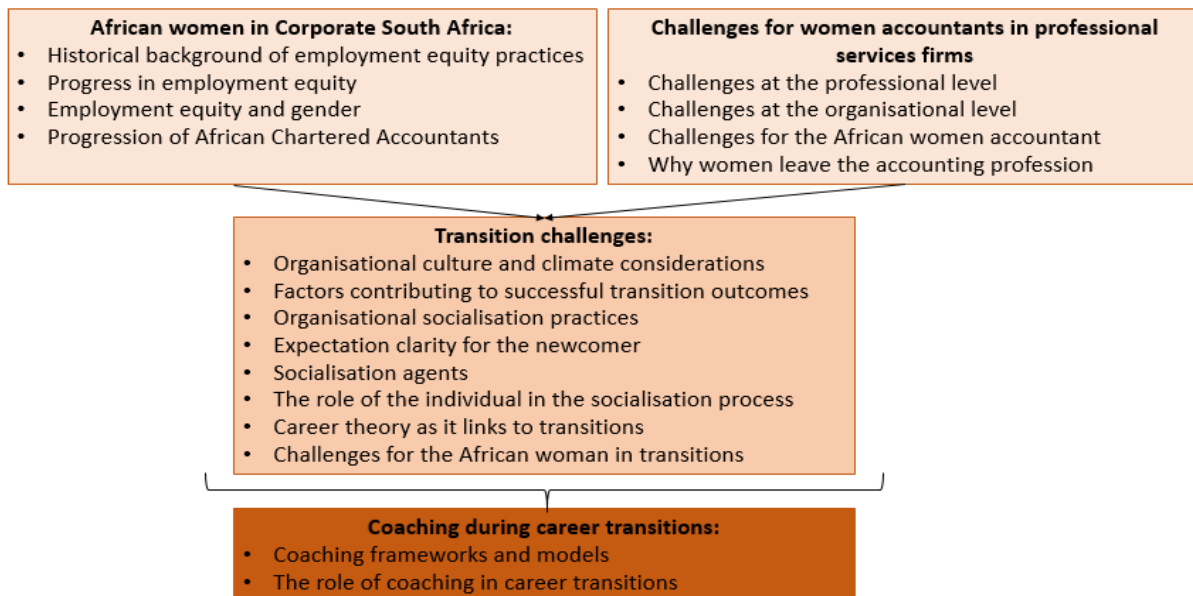 African women in Corporate South Africa:
• Historical background of employment equity practices
• Progress in employment equity
• Employment equity and gender
• Progression of African Chartered Accountants
Challenges for women accountants in professional
services firms
• Challenges at the professional level
• Challenges at the organisational level
• Challenges for the African women accountant
• Why women leave the accounting profession
Transition challenges:
• Organisational culture and climate considerations
• Factors contributing to successful transition outcomes
• Organisational socialisation practices
• Expectation clarity for the newcomer
• Socialisation agents
• The role of the individual in the socialisation process
• Career theory as it links to transitions
• Challenges for the African woman in transitions
Coaching during career transitions:
• Coaching frameworks and models
• The role of coaching in career transitions